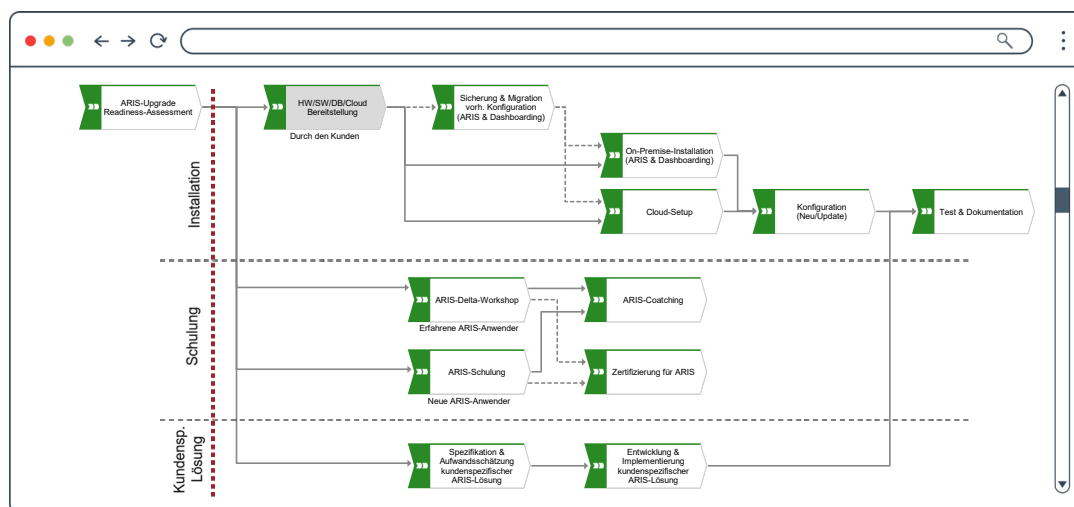 ARIS-Upgrade
Readiness-Assessment
HW/SW/DB/Cloud
Bereitstellung
Durch den Kunden
Sicherung & Migration
vorh. Konfiguration
(ARIS & Dashboarding)
On-Premise-Installation
(ARIS & Dashboarding)
Installation
Cloud-Setup
Konfiguration
(Neu/Update)
Test & Dokumentation
Schulung
ARIS-Delta-Workshop
Erfahrene ARIS-Anwender
ARIS-Coatching
ARIS-Schulung
Neue ARIS-Anwender
Zertifizierung für ARIS
Kundensp.
Lösung
Spezifikation &
Aufwandsschätzung
kundenspezifischer
ARIS-Lösung
Entwicklung &
Implementierung
kundenspezifischer
ARIS-Lösung